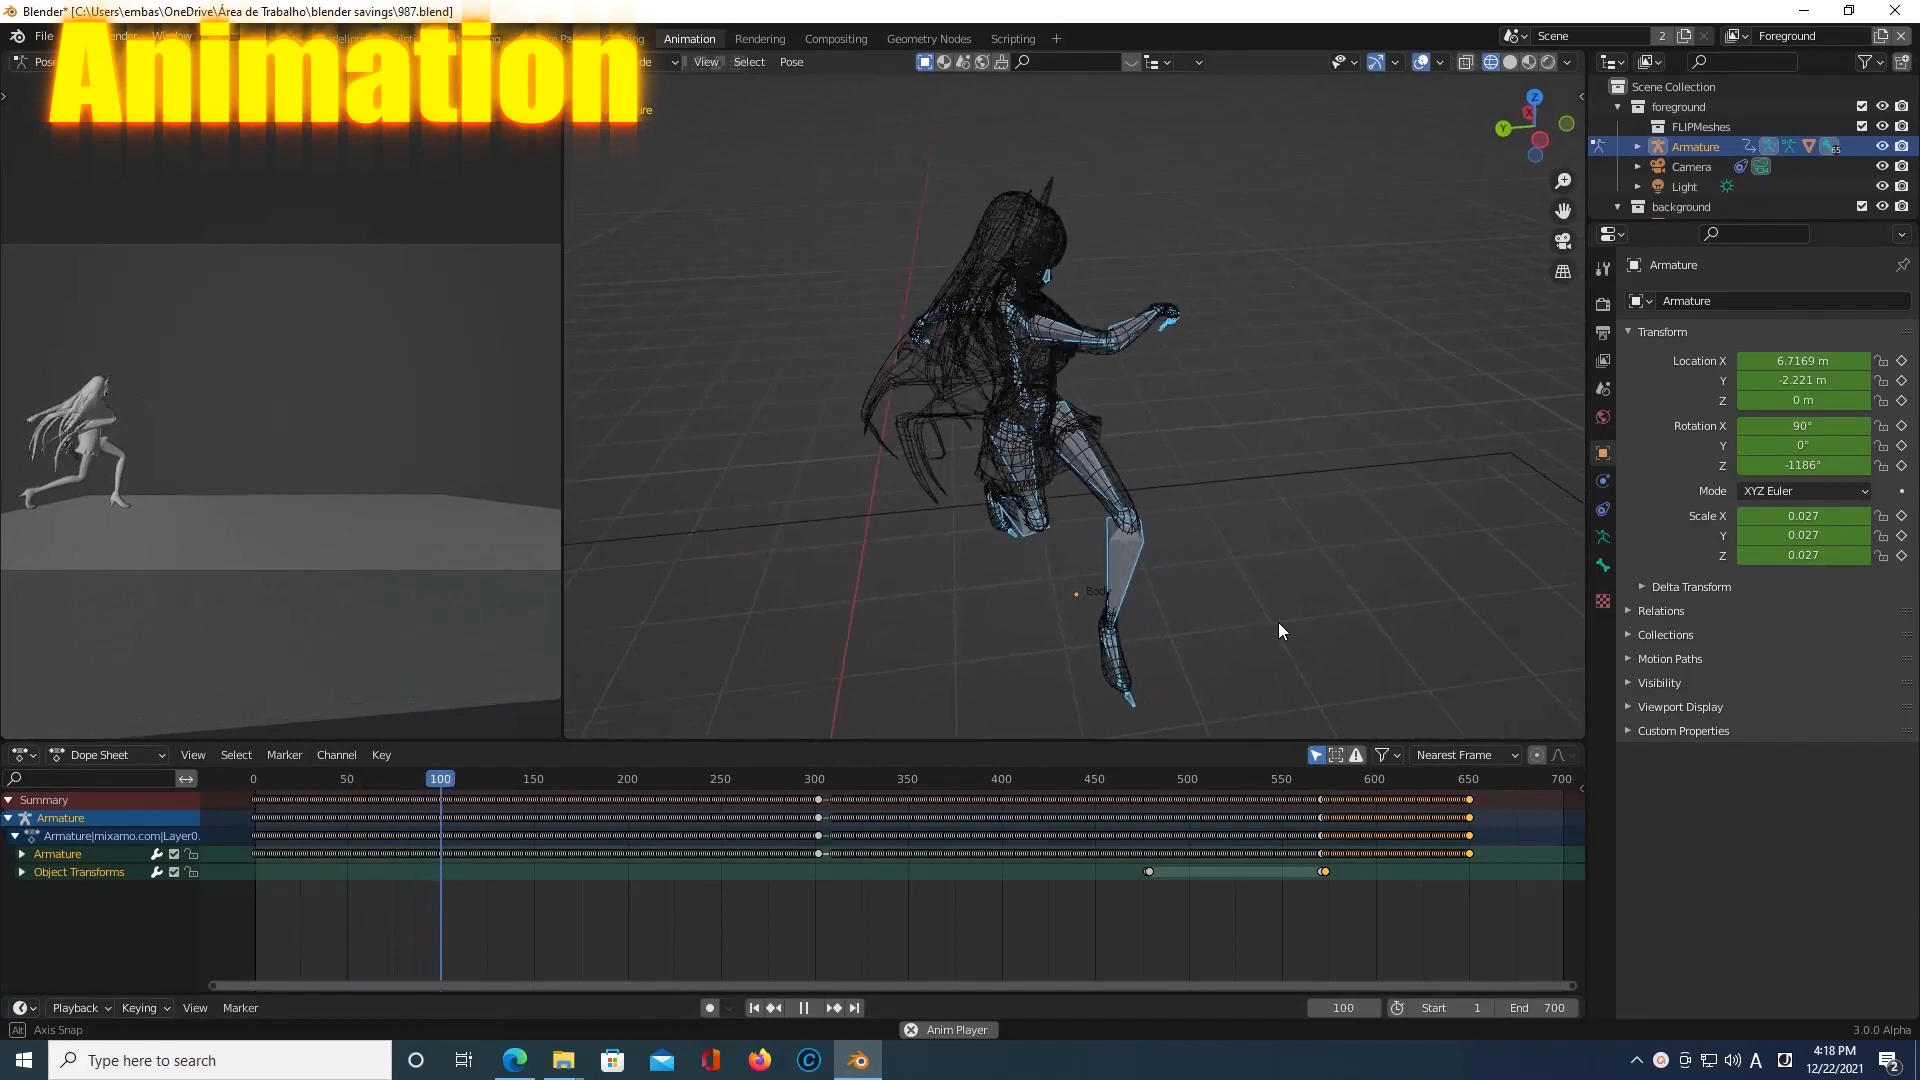 Blender* [C:\Users\embas\OneDrive\Área de Trabalho\blender savings\987.blend]
Animation
File
Window
Animation
Rendering
Compositing
Geometry Nodes
Scripting
Scene
2
Foreground
View
Select
Pose
Scene Collection
foreground
FLIPMeshes
Armature
65
Camera
Light
background
Z
Y
X
Body
Armature
Armature
Transform
Location X 6.7169 m
Y -2.221 m
Z 0 m
Rotation X 90°
Y 0°
Z -1186°
Mode XYZ Euler
Scale X 0.027
Y 0.027
Z 0.027
Delta Transform
Relations
Collections
Motion Paths
Visibility
Viewport Display
Custom Properties
Dope Sheet View Select Marker Channel Key Nearest Frame
0 50 100 150 200 250 300 350 400 450 500 550 600 650 700
Summary
Armature
Armature|mixamo.com|Layer0.
Armature
Object Transforms
Playback Keying View Marker 100 Start 1 End 700
Alt Axis Snap
Anim Player
3.0.0 Alpha
Type here to search
A
4:18 PM
12/22/2021
2